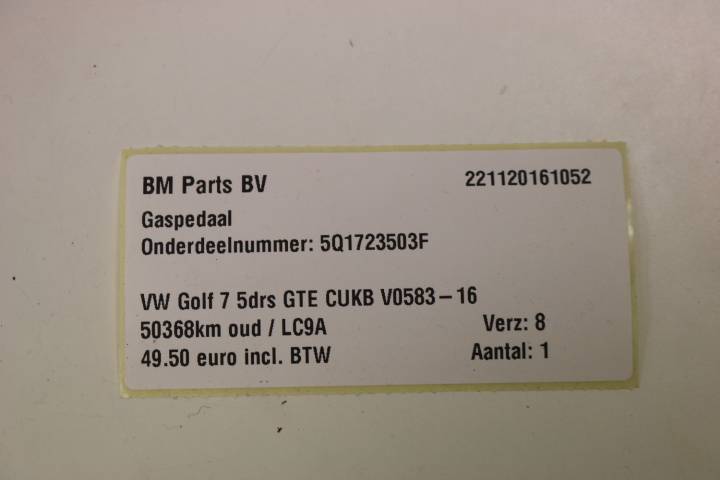 BM Parts BV 221120161052
Gaspedaal
Onderdeelnummer: 5Q1723503F
VW Golf 7 5drs GTE CUKB V0583-16
50368km oud / LC9A Verz: 8
49.50 euro incl. BTW Aantal: 1